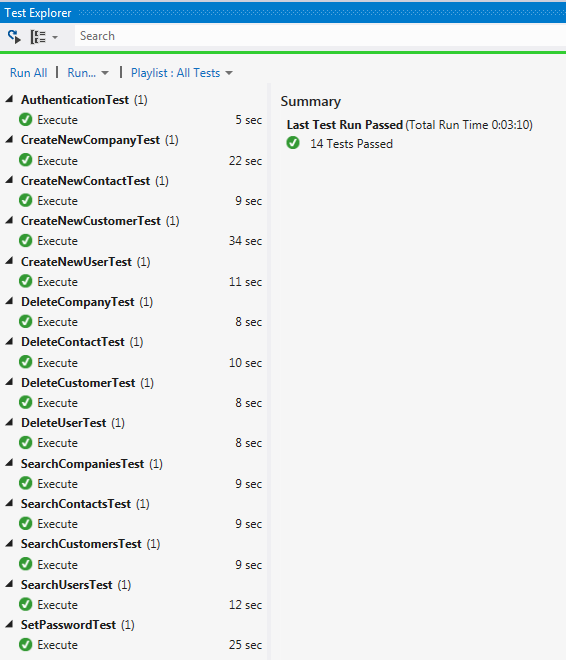 Test Explorer
Search
Run All | Run... | Playlist : All Tests
AuthenticationTest (1)
Execute 5 sec
CreateNewCompanyTest (1)
Execute 22 sec
CreateNewContactTest (1)
Execute 9 sec
CreateNewCustomerTest (1)
Execute 34 sec
CreateNewUserTest (1)
Execute 11 sec
DeleteCompanyTest (1)
Execute 8 sec
DeleteContactTest (1)
Execute 10 sec
DeleteCustomerTest (1)
Execute 8 sec
DeleteUserTest (1)
Execute 8 sec
SearchCompaniesTest (1)
Execute 9 sec
SearchContactsTest (1)
Execute 9 sec
SearchCustomersTest (1)
Execute 9 sec
SearchUsersTest (1)
Execute 12 sec
SetPasswordTest (1)
Execute 25 sec
Summary
Last Test Run Passed (Total Run Time 0:03:10)
14 Tests Passed